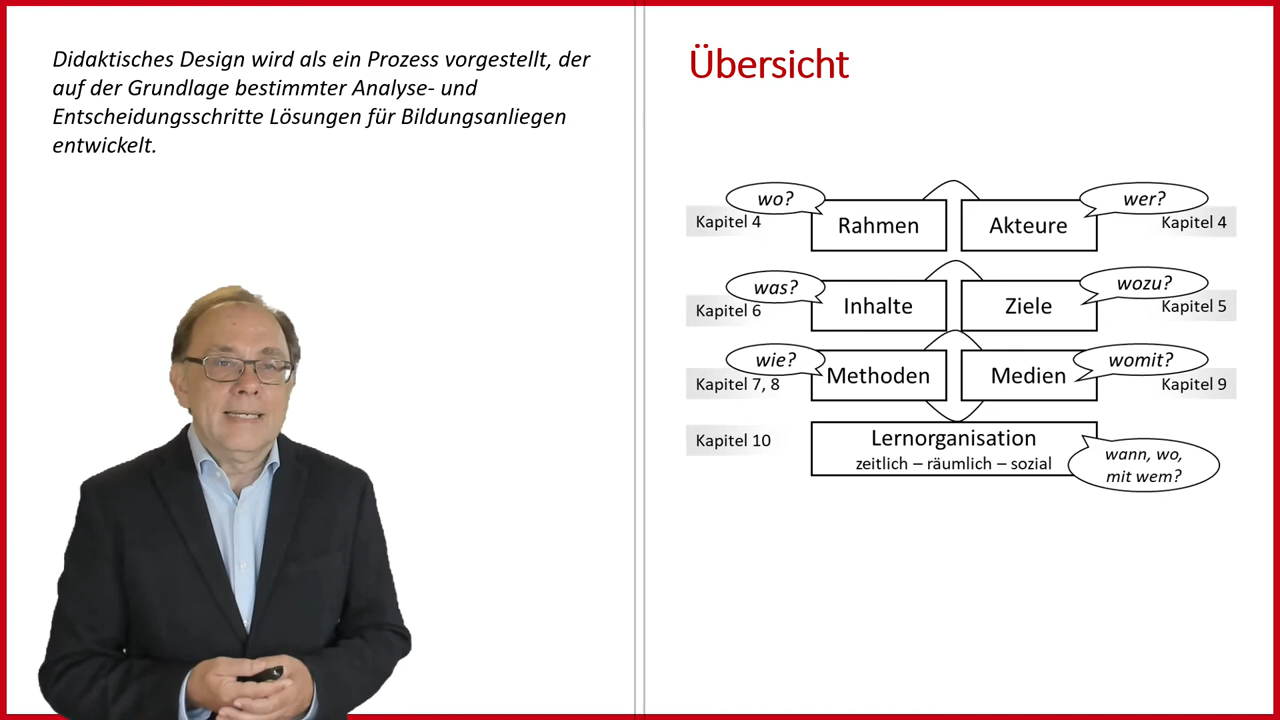 Didaktisches Design wird als ein Prozess vorgestellt, der
auf der Grundlage bestimmter Analyse- und
Entscheidungsschritte Lösungen für Bildungsanliegen
entwickelt.
Übersicht
wo?
wer?
Kapitel 4
Rahmen
Akteure
Kapitel 4
was?
wozu?
Kapitel 6
Inhalte
Ziele
Kapitel 5
wie?
womit?
Kapitel 7, 8
Methoden
Medien
Kapitel 9
Kapitel 10
Lernorganisation
zeitlich – räumlich – sozial
wann, wo,
mit wem?